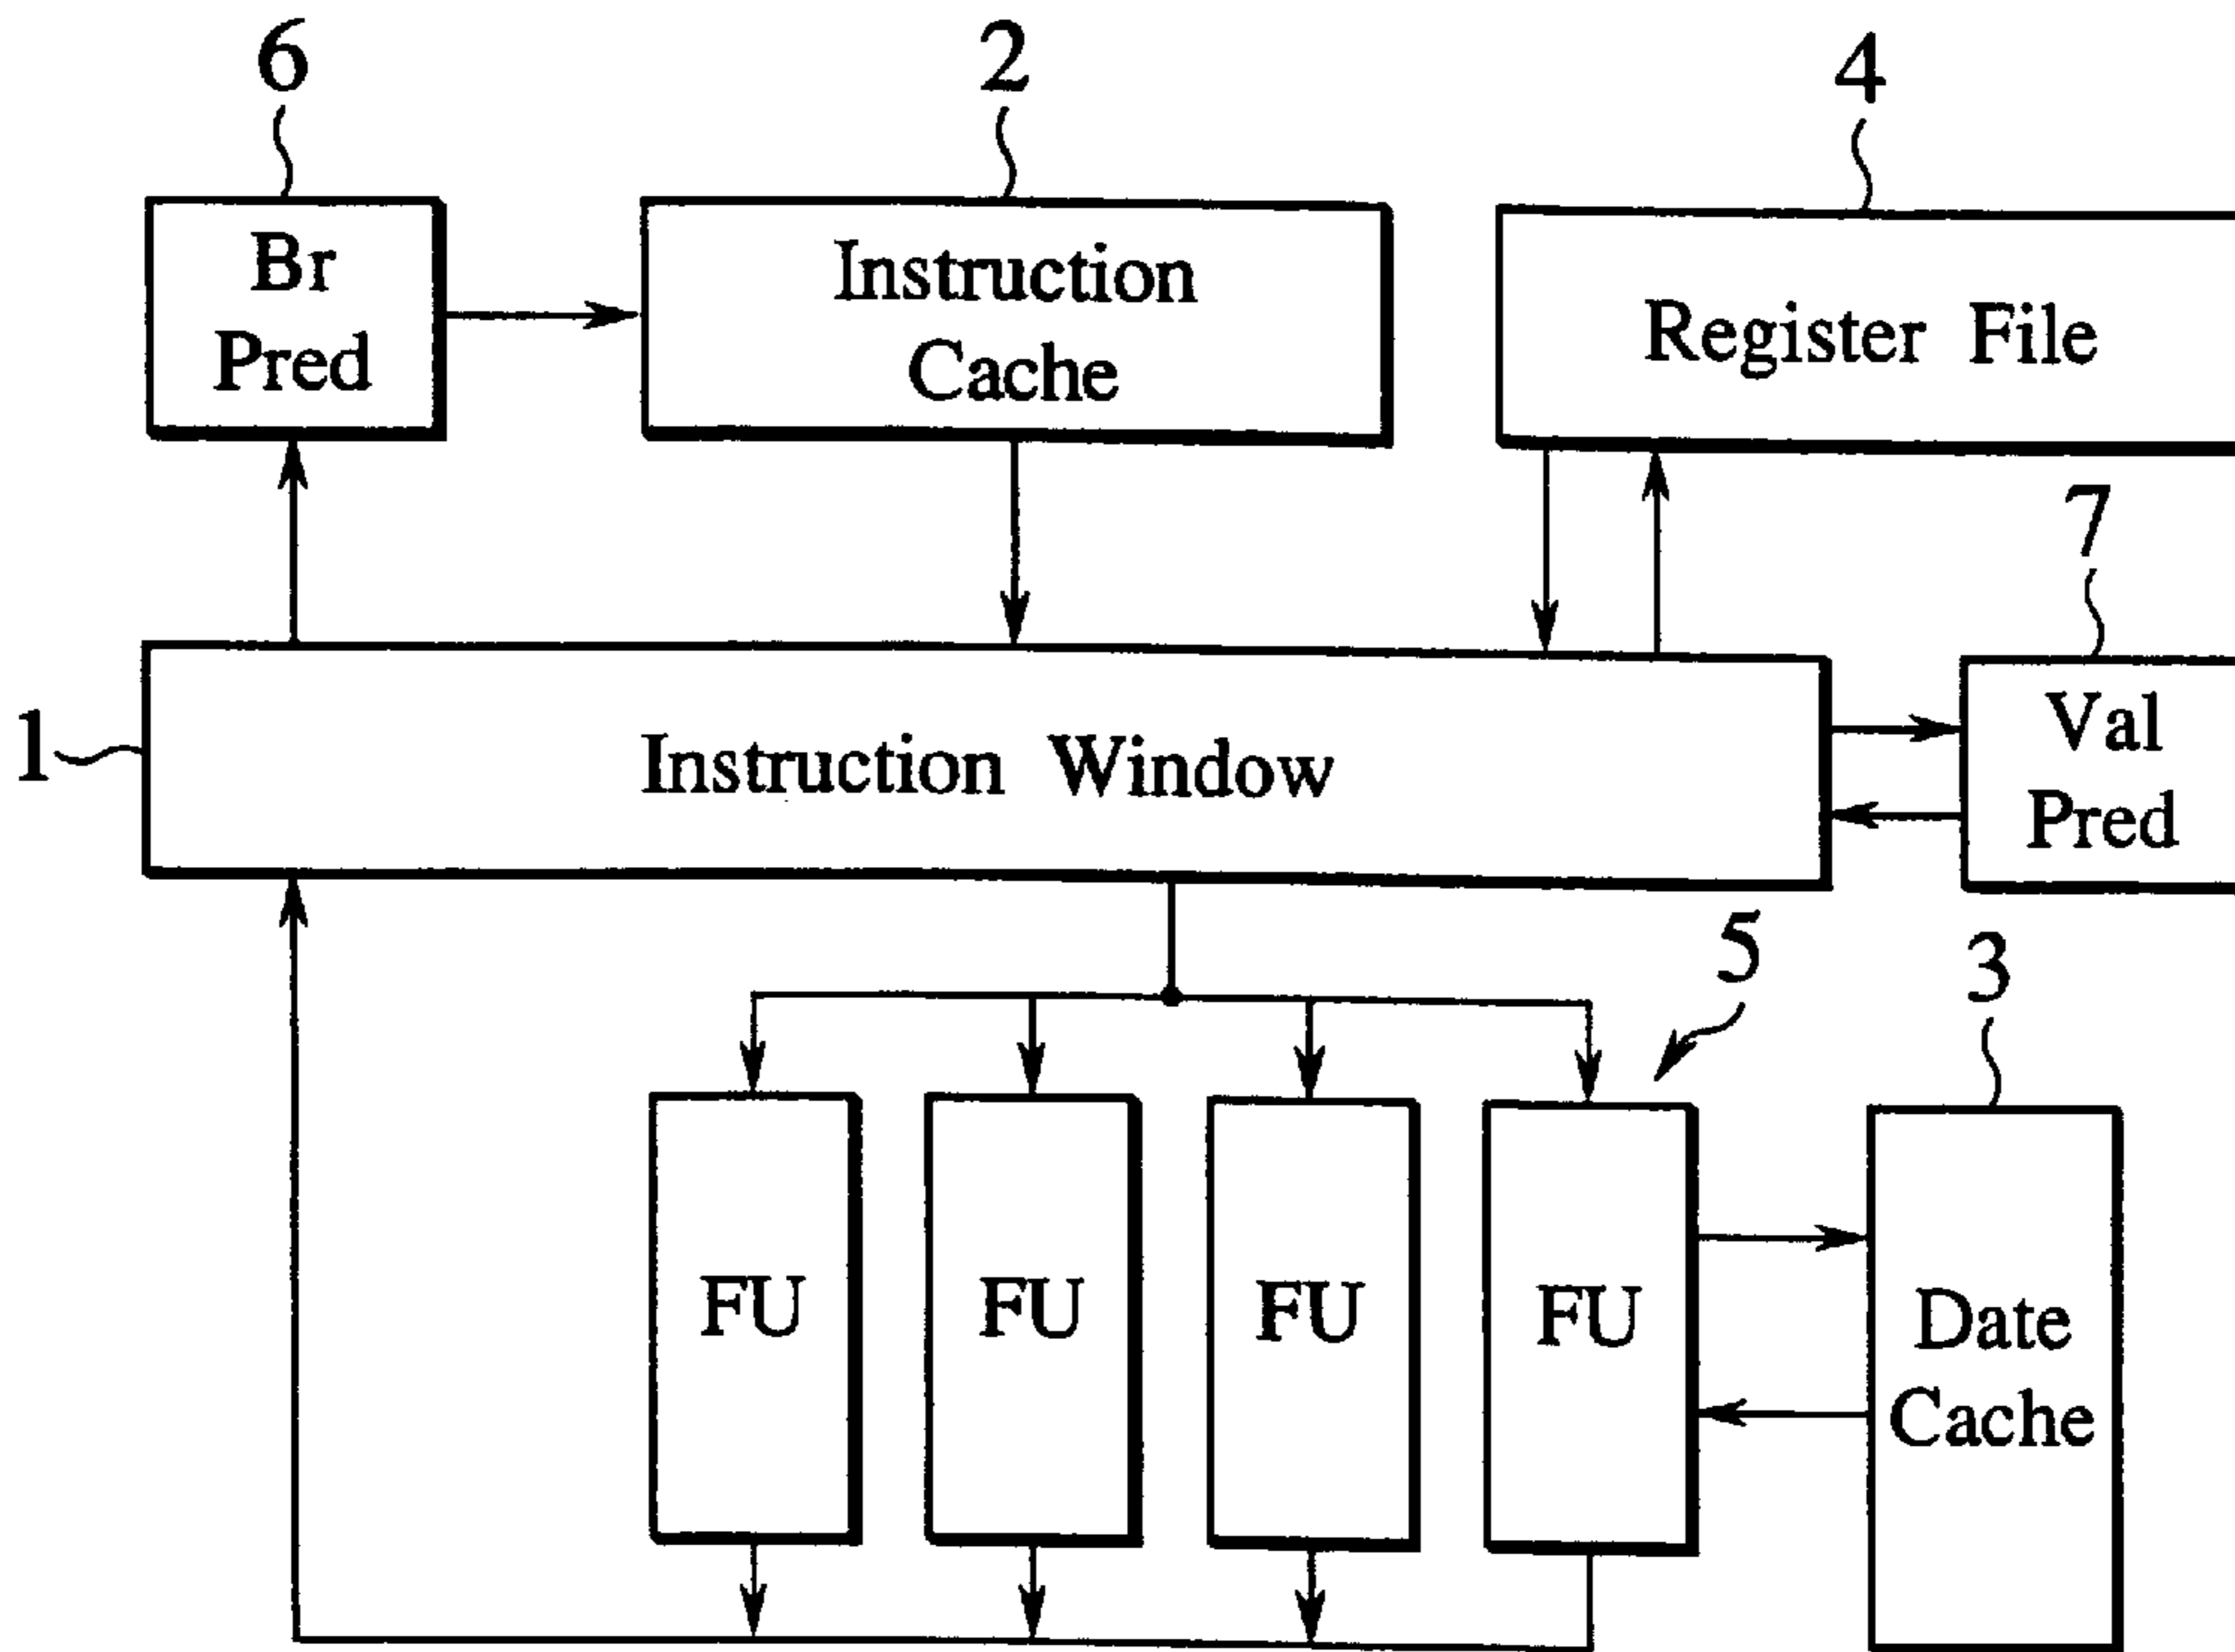 6
2
4
Br
Pred
Instruction
Cache
Register File
7
1
Instruction Window
Val
Pred
5
3
FU
FU
FU
FU
Date
Cache